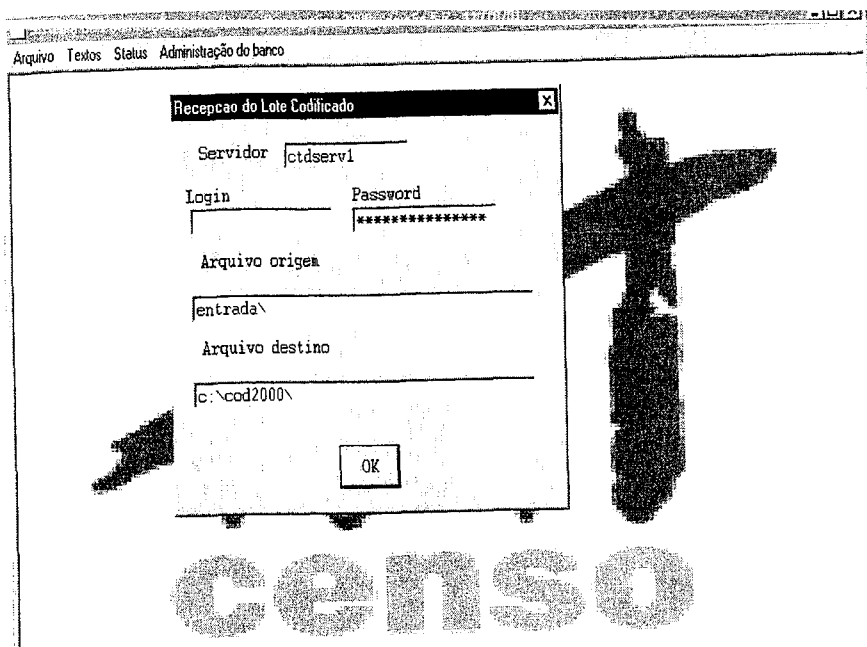 Arquivo Textos Status Administração do banco
Recepcao do Lote Codificado X
Servidor ctdserv1
Login Password
***************
Arquivo origem
entrada\
Arquivo destino
c:\cod2000\
OK
censo